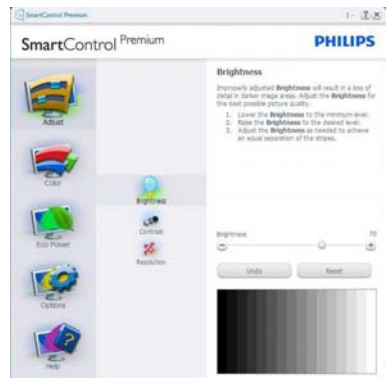 SmartControl Premium
SmartControl Premium
PHILIPS
Adjust
Color
Eco Power
Options
Help
Brightness
Contrast
Resolution
Brightness
Improperly adjusted Brightness will result in a loss of
detail in darker image areas. Adjust the Brightness for
the best possible picture quality:
1. Lower the Brightness to the minimum level.
2. Raise the Brightness to the desired level.
3. Adjust the Brightness as needed to achieve
an equal separation of the stripes.
Brightness 70
Undo Reset